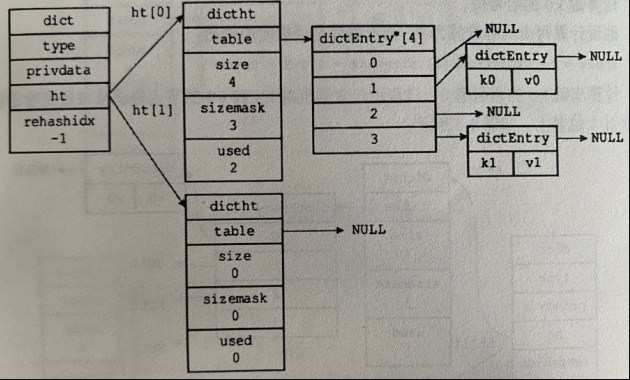 dict
type
privdata
ht
rehashidx
-1
ht[0]
ht[1]
dictht
table
size
4
sizemask
3
used
2
dictht
table
size
0
sizemask
0
used
0
NULL
dictEntry*[4]
0
1
2
3
NULL
dictEntry
k0 v0
NULL
NULL
dictEntry
k1 v1
NULL